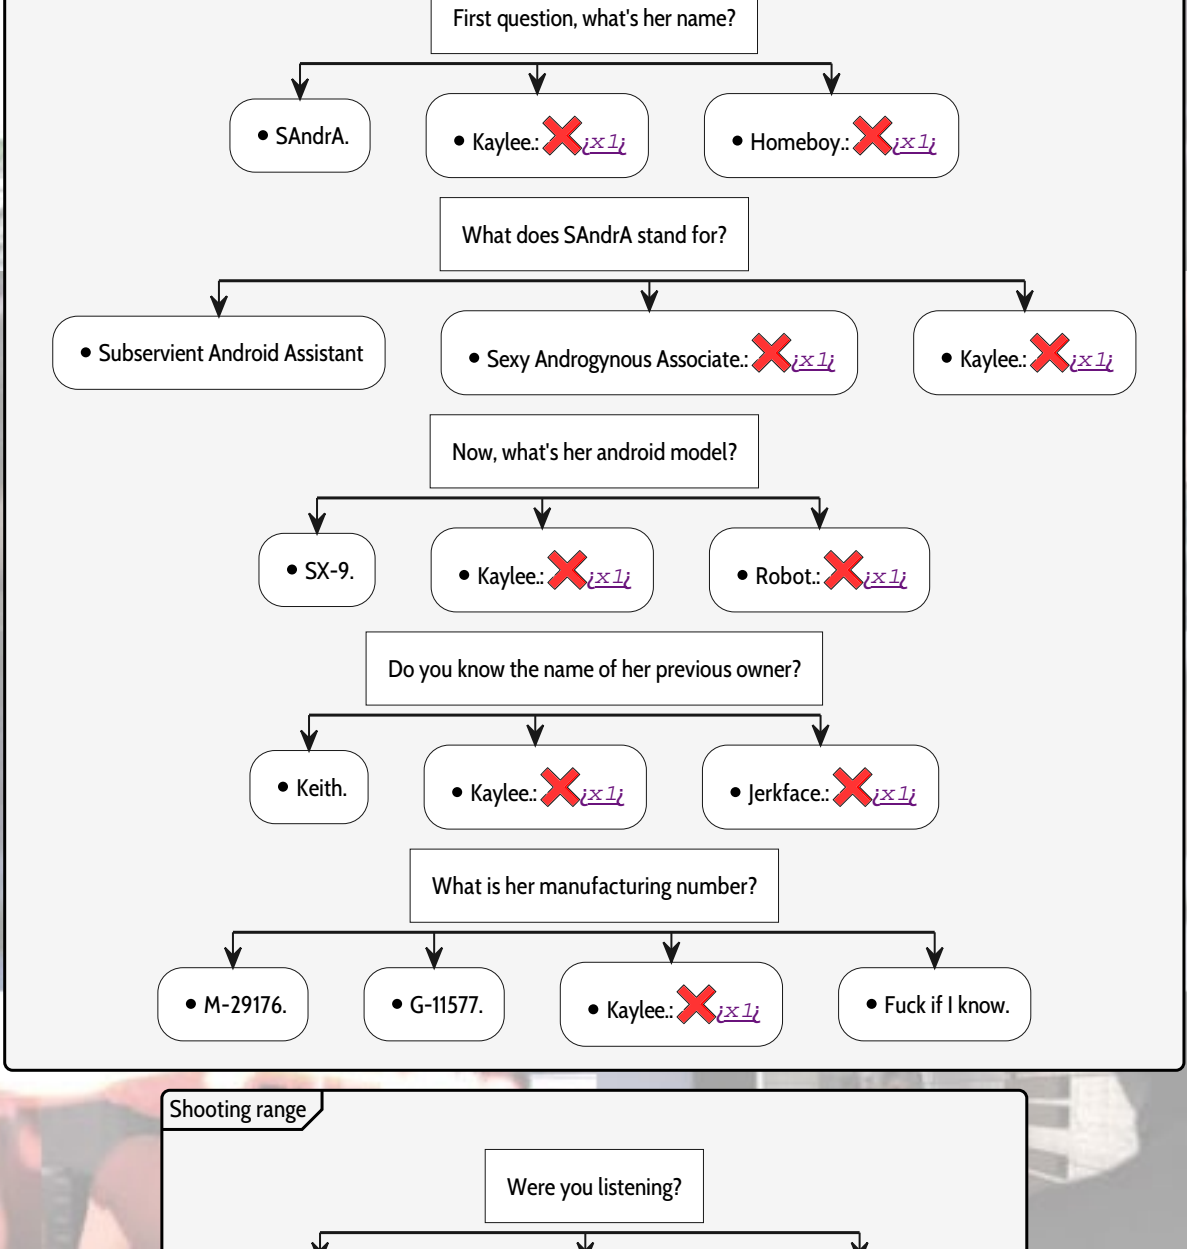 First question, what's her name?
• SAndrA.
• Kaylee.: ❌¿x1¿
• Homeboy.: ❌¿x1¿
What does SAndrA stand for?
• Subservient Android Assistant
• Sexy Androgynous Associate.: ❌¿x1¿
• Kaylee.: ❌¿x1¿
Now, what's her android model?
• SX-9.
• Kaylee.: ❌¿x1¿
• Robot.: ❌¿x1¿
Do you know the name of her previous owner?
• Keith.
• Kaylee.: ❌¿x1¿
• Jerkface.: ❌¿x1¿
What is her manufacturing number?
• M-29176.
• G-11577.
• Kaylee.: ❌¿x1¿
• Fuck if I know.
Shooting range
Were you listening?